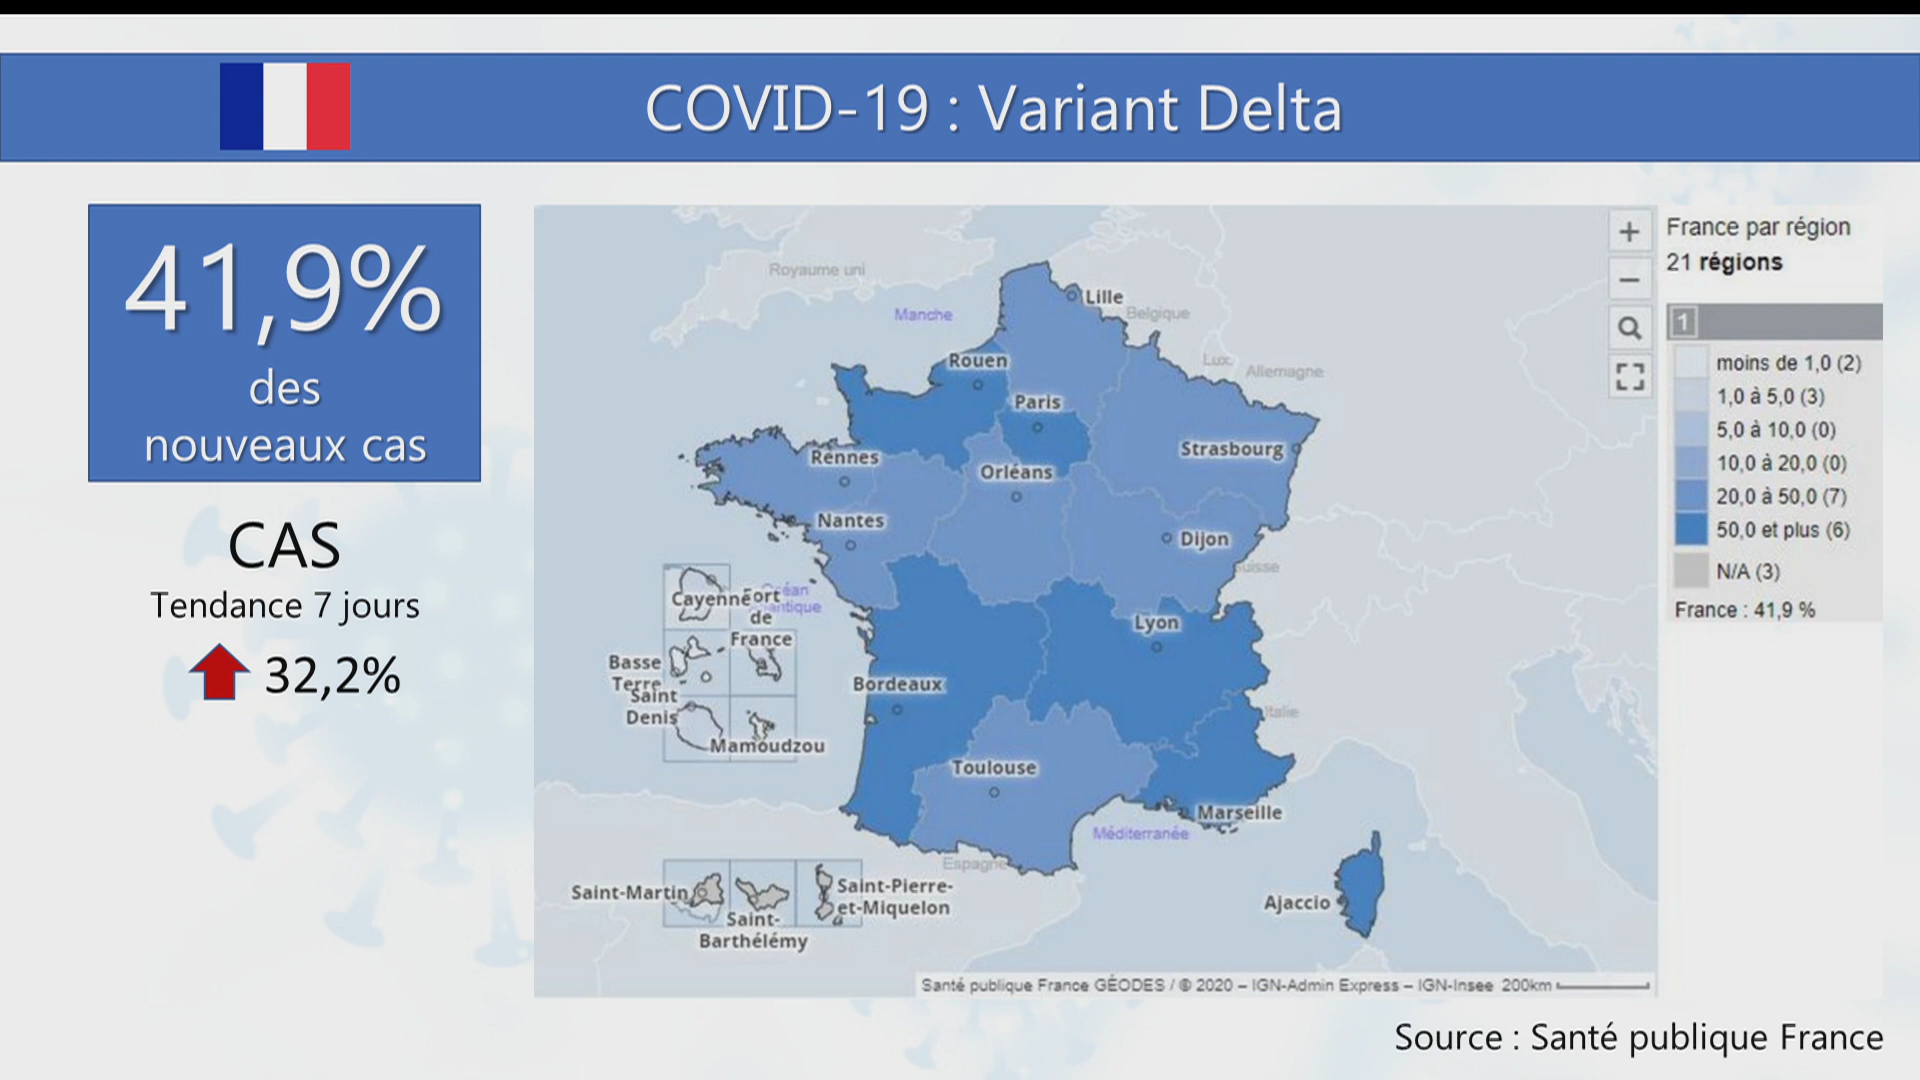 COVID-19 : Variant Delta
41,9%
des
nouveaux cas
CAS
Tendance 7 jours
32,2%
Royaume uni
Manche
Lille
Belgique
Rouen
Lux.
Allemagne
Paris
Strasbourg
Rennes
Orléans
Nantes
Dijon
Suisse
Océan
Atlantique
Cayenne
Fort
de
France
Lyon
Basse
Terre
Saint
Denis
Bordeaux
Italie
Mamoudzou
Toulouse
Marseille
Méditerranée
Espagne
Saint-Martin
Saint-
Barthélémy
Saint-Pierre-
et-Miquelon
Ajaccio
Santé publique France GÉODES / © 2020 – IGN-Admin Express – IGN-Insee 200km
+
−
France par région
21 régions
1
moins de 1,0 (2)
1,0 à 5,0 (3)
5,0 à 10,0 (0)
10,0 à 20,0 (0)
20,0 à 50,0 (7)
50,0 et plus (6)
N/A (3)
France : 41,9 %
Source : Santé publique France